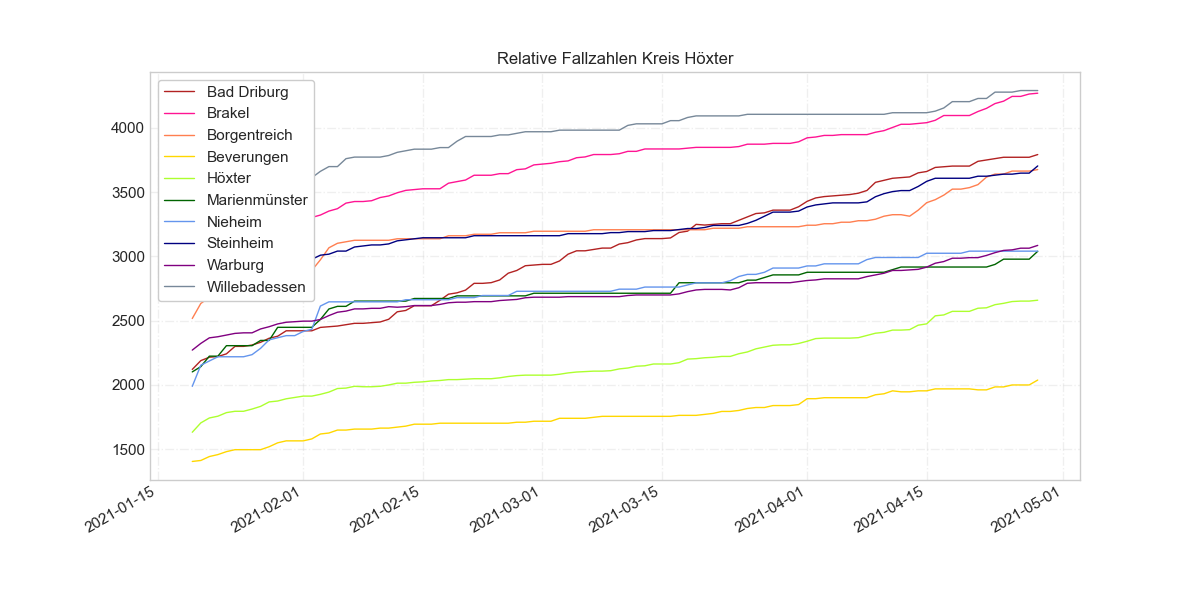 Relative Fallzahlen Kreis Höxter
Bad Driburg
Brakel
Borgentreich
Beverungen
Höxter
Marienmünster
Nieheim
Steinheim
Warburg
Willebadessen
4000
3500
3000
2500
2000
1500
2021-01-15
2021-02-01
2021-02-15
2021-03-01
2021-03-15
2021-04-01
2021-04-15
2021-05-01